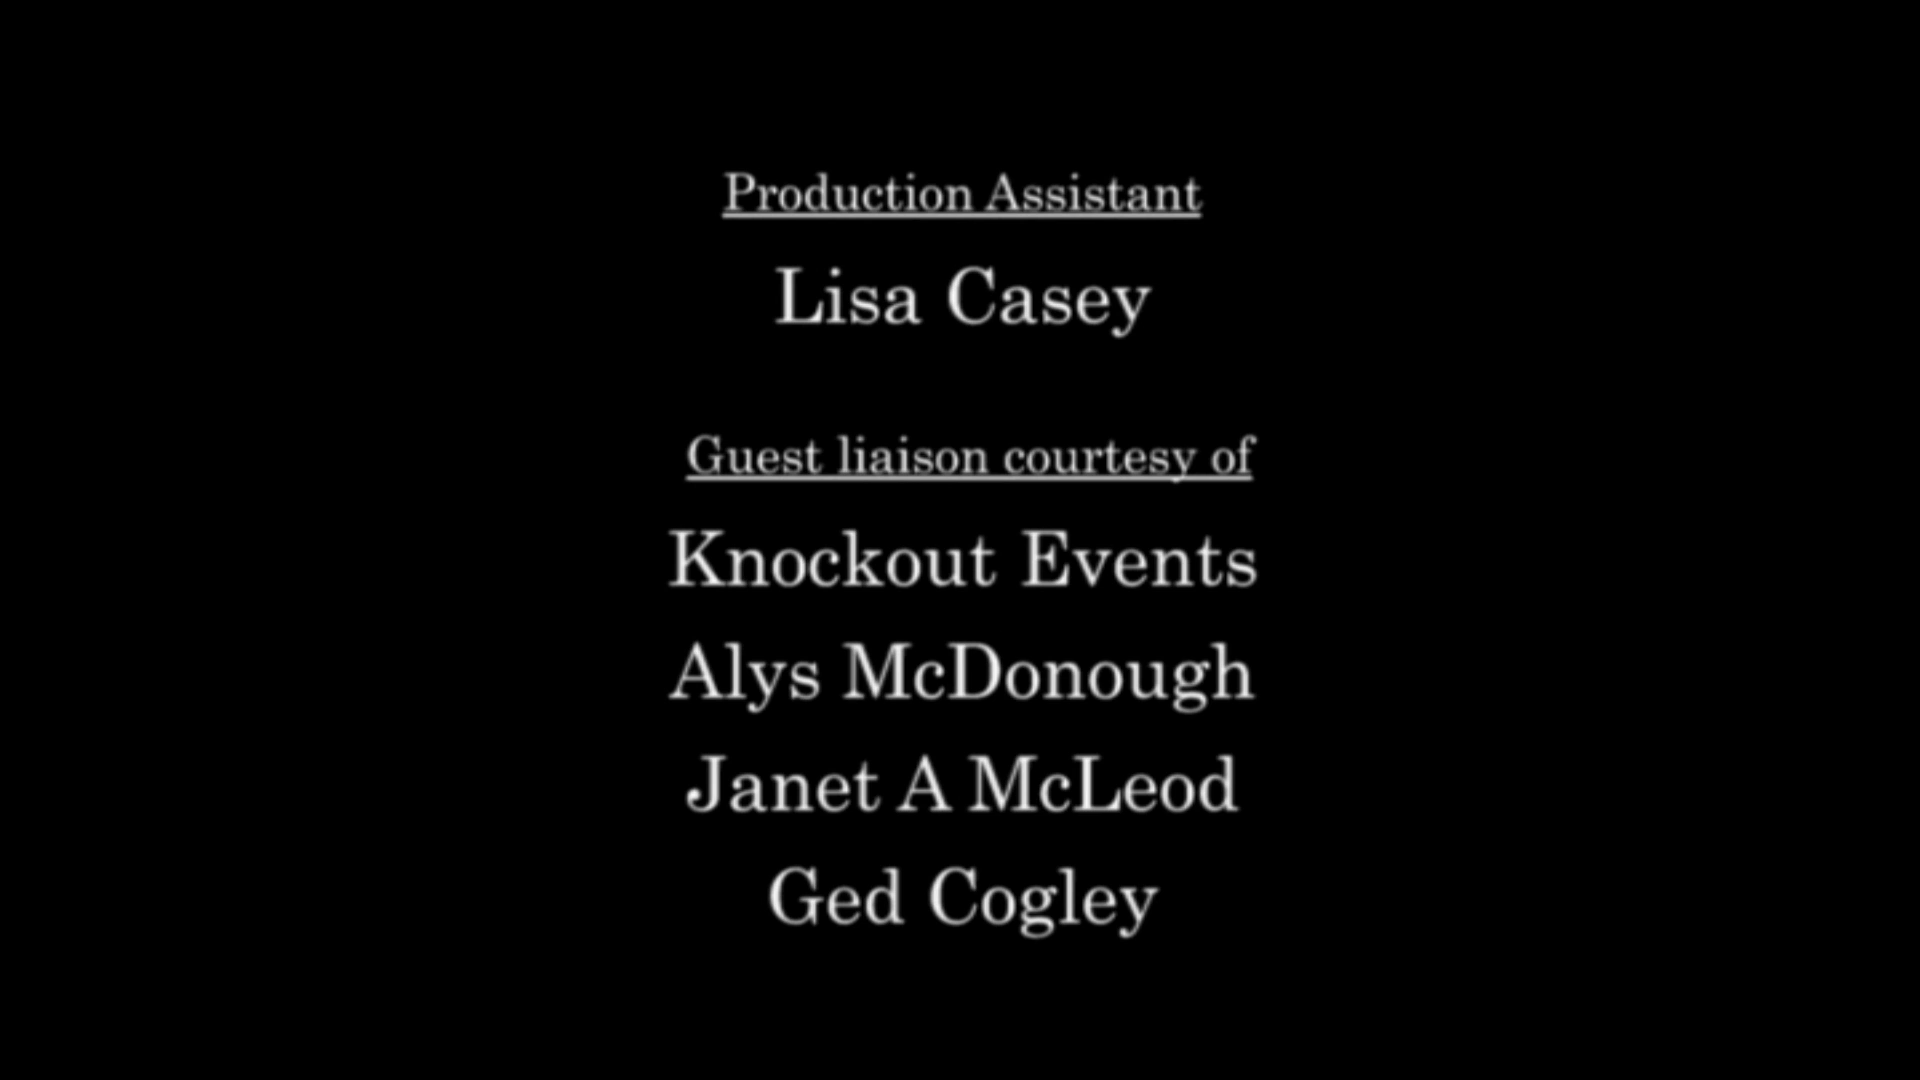 Production Assistant
Lisa Casey
Guest liaison courtesy of
Knockout Events
Alys McDonough
Janet A McLeod
Ged Cogley